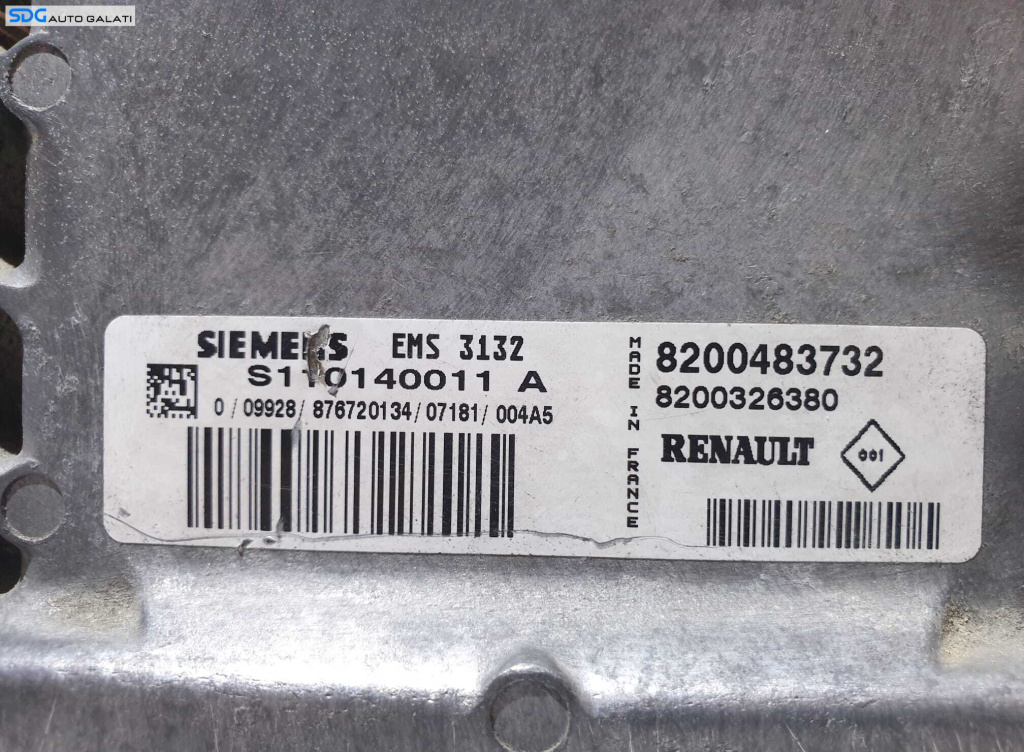 SDG AUTO GALATI
SIEMENS EMS 3132
S110140011 A
0 / 09928 / 876720134 / 07181 / 004A5
MADE IN FRANCE
8200483732
8200326380
RENAULT 001